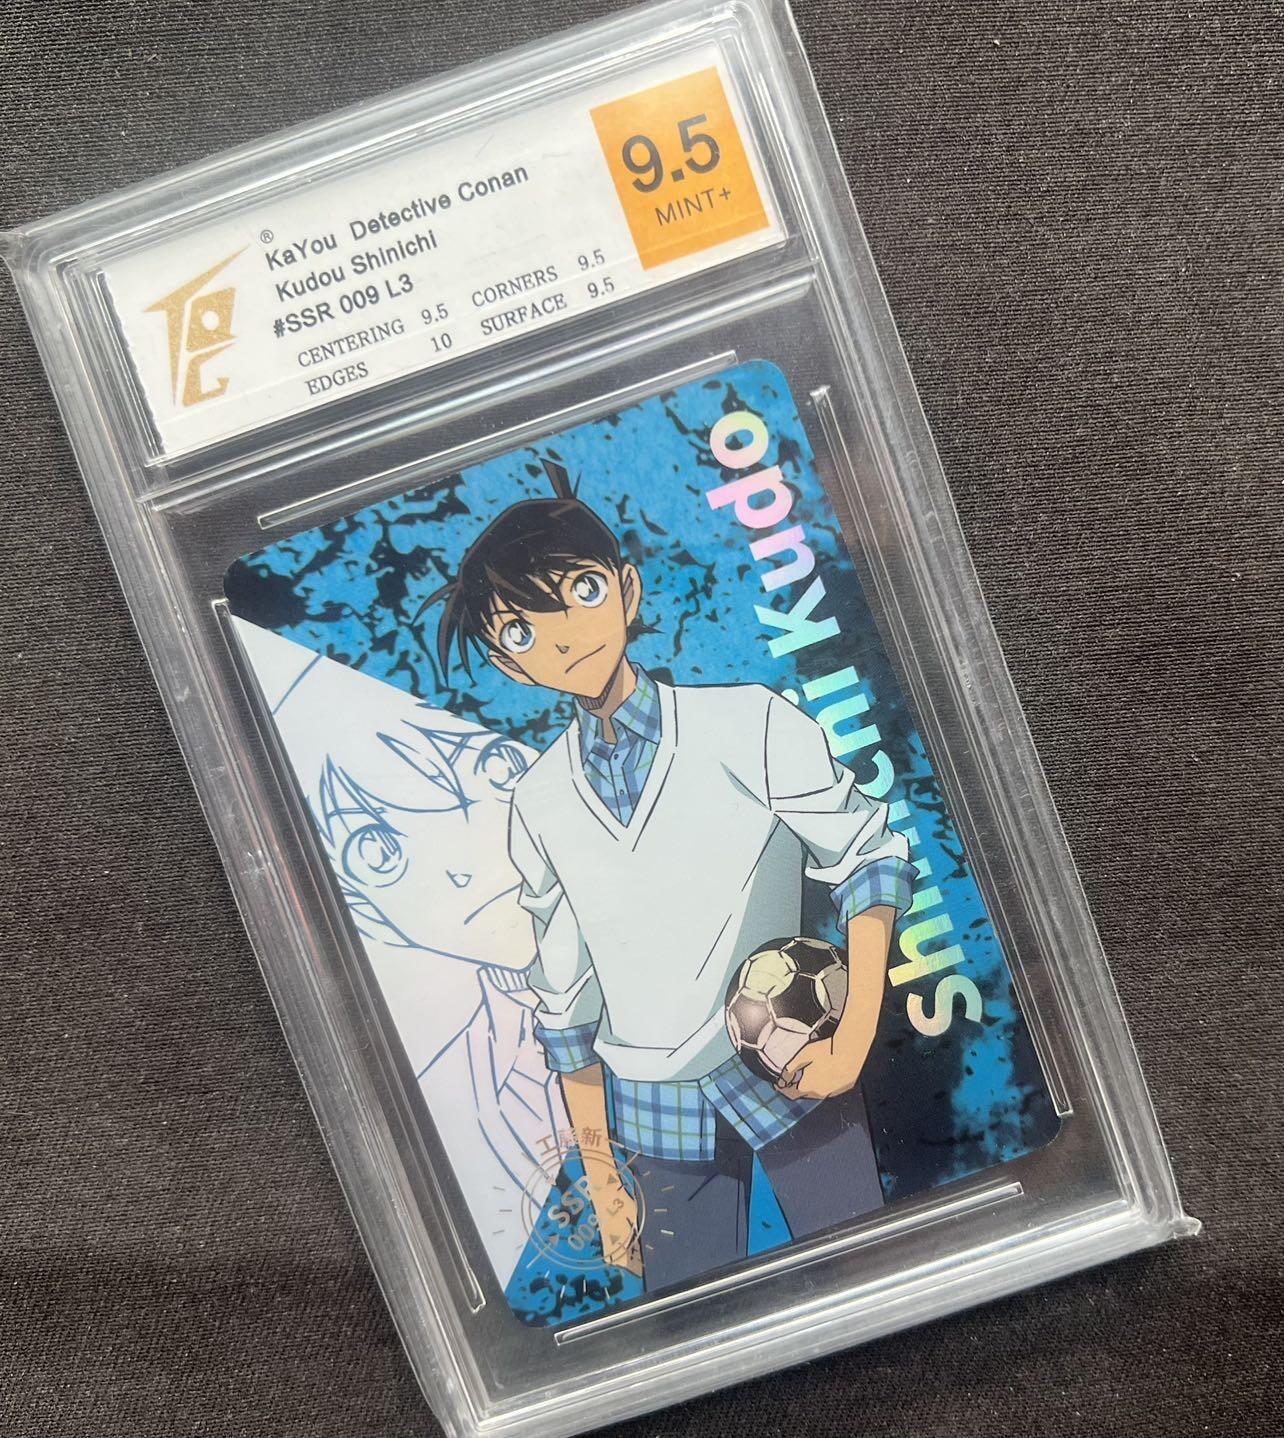 KaYou Detective Conan
Kudou Shinichi
#SSR 009 L3
CENTERING 9.5 CORNERS 9.5
EDGES 10 SURFACE 9.5
9.5
MINT+
Shinichi Kudo
工藤新一
SSR
009 L3